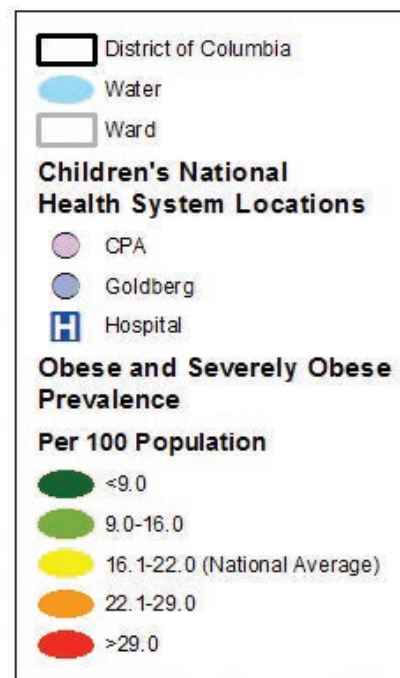 District of Columbia
Water
Ward
Children's National
Health System Locations
CPA
Goldberg
H Hospital
Obese and Severely Obese
Prevalence
Per 100 Population
<9.0
9.0-16.0
16.1-22.0 (National Average)
22.1-29.0
>29.0